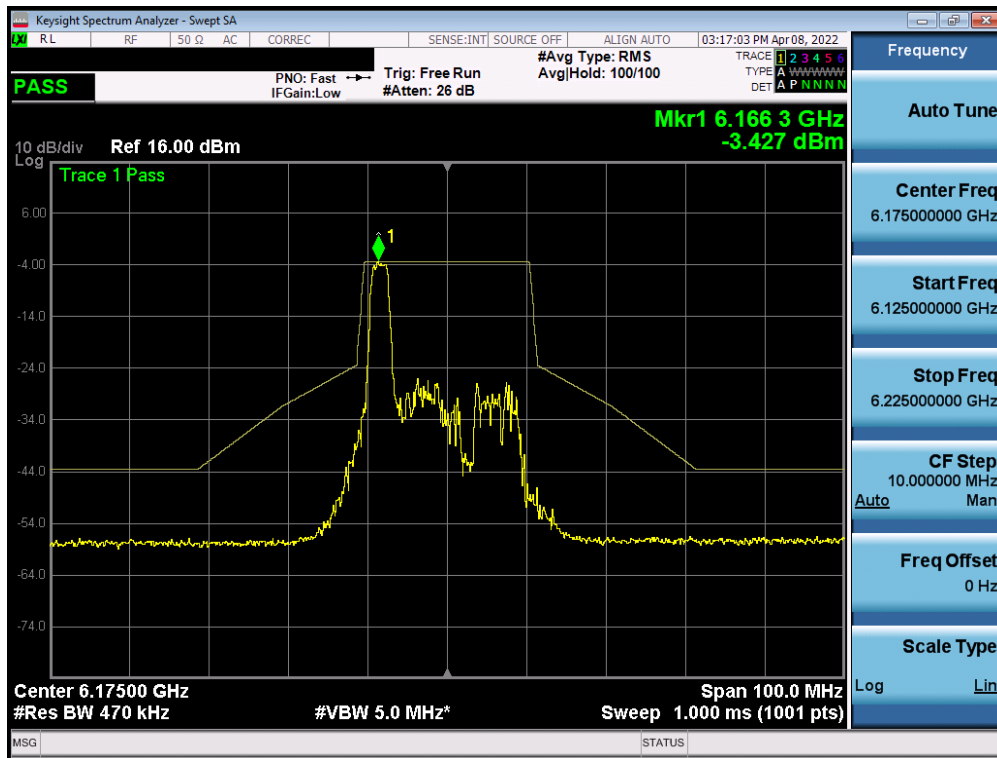 Keysight Spectrum Analyzer - Swept SA
LXI RL RF 50 Ω AC CORREC SENSE:INT SOURCE OFF ALIGN AUTO 03:17:03 PM Apr 08, 2022
PASS
PNO: Fast
IFGain:Low
Trig: Free Run
#Atten: 26 dB
#Avg Type: RMS
Avg|Hold: 100/100
TRACE 1 2 3 4 5 6
TYPE A WWWWW
DET A P N N N N
Mkr1 6.166 3 GHz
-3.427 dBm
10 dB/div Ref 16.00 dBm
Log
Trace 1 Pass
1
6.00
-4.00
-14.0
-24.0
-34.0
-44.0
-54.0
-64.0
-74.0
Center 6.17500 GHz Span 100.0 MHz
#Res BW 470 kHz #VBW 5.0 MHz* Sweep 1.000 ms (1001 pts)
MSG STATUS
Frequency
Auto Tune
Center Freq
6.175000000 GHz
Start Freq
6.125000000 GHz
Stop Freq
6.225000000 GHz
CF Step
10.000000 MHz
Auto Man
Freq Offset
0 Hz
Scale Type
Log Lin